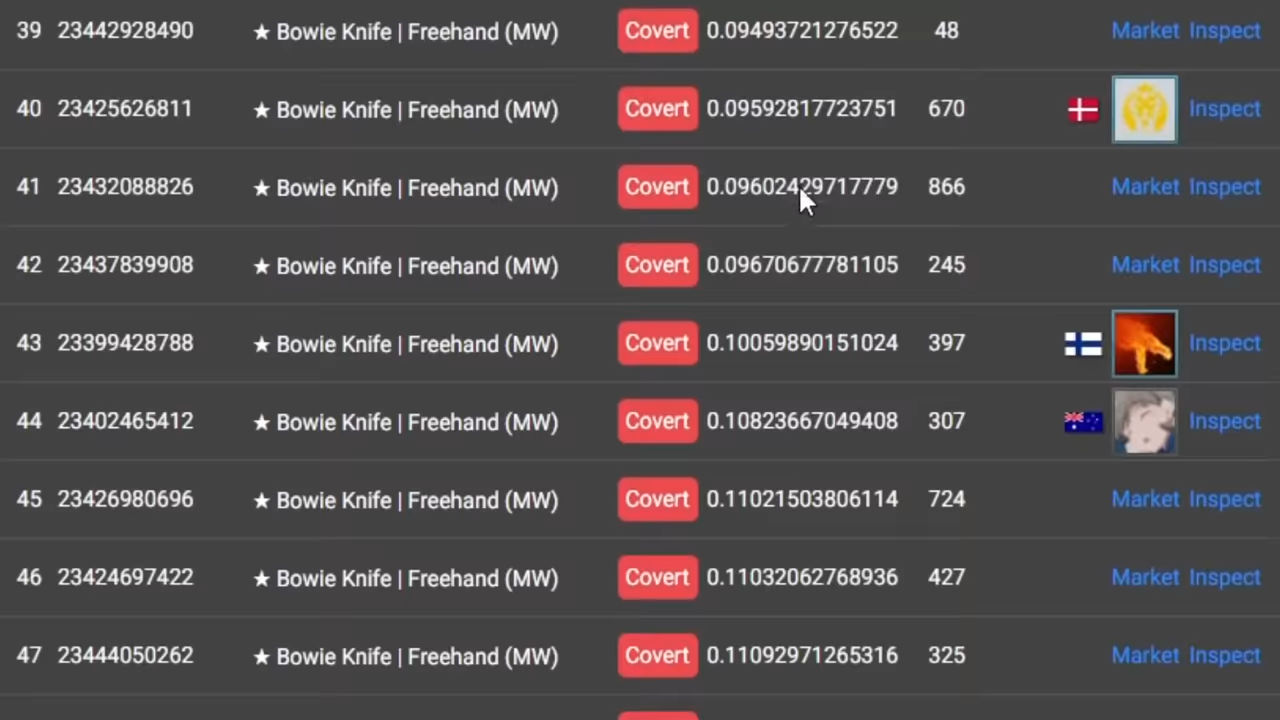 39 23442928490 ★ Bowie Knife | Freehand (MW) Covert 0.09493721276522 48 Market Inspect
40 23425626811 ★ Bowie Knife | Freehand (MW) Covert 0.09592817723751 670 Inspect
41 23432088826 ★ Bowie Knife | Freehand (MW) Covert 0.09602429717779 866 Market Inspect
42 23437839908 ★ Bowie Knife | Freehand (MW) Covert 0.09670677781105 245 Market Inspect
43 23399428788 ★ Bowie Knife | Freehand (MW) Covert 0.10059890151024 397 Inspect
44 23402465412 ★ Bowie Knife | Freehand (MW) Covert 0.10823667049408 307 Inspect
45 23426980696 ★ Bowie Knife | Freehand (MW) Covert 0.11021503806114 724 Market Inspect
46 23424697422 ★ Bowie Knife | Freehand (MW) Covert 0.11032062768936 427 Market Inspect
47 23444050262 ★ Bowie Knife | Freehand (MW) Covert 0.11092971265316 325 Market Inspect